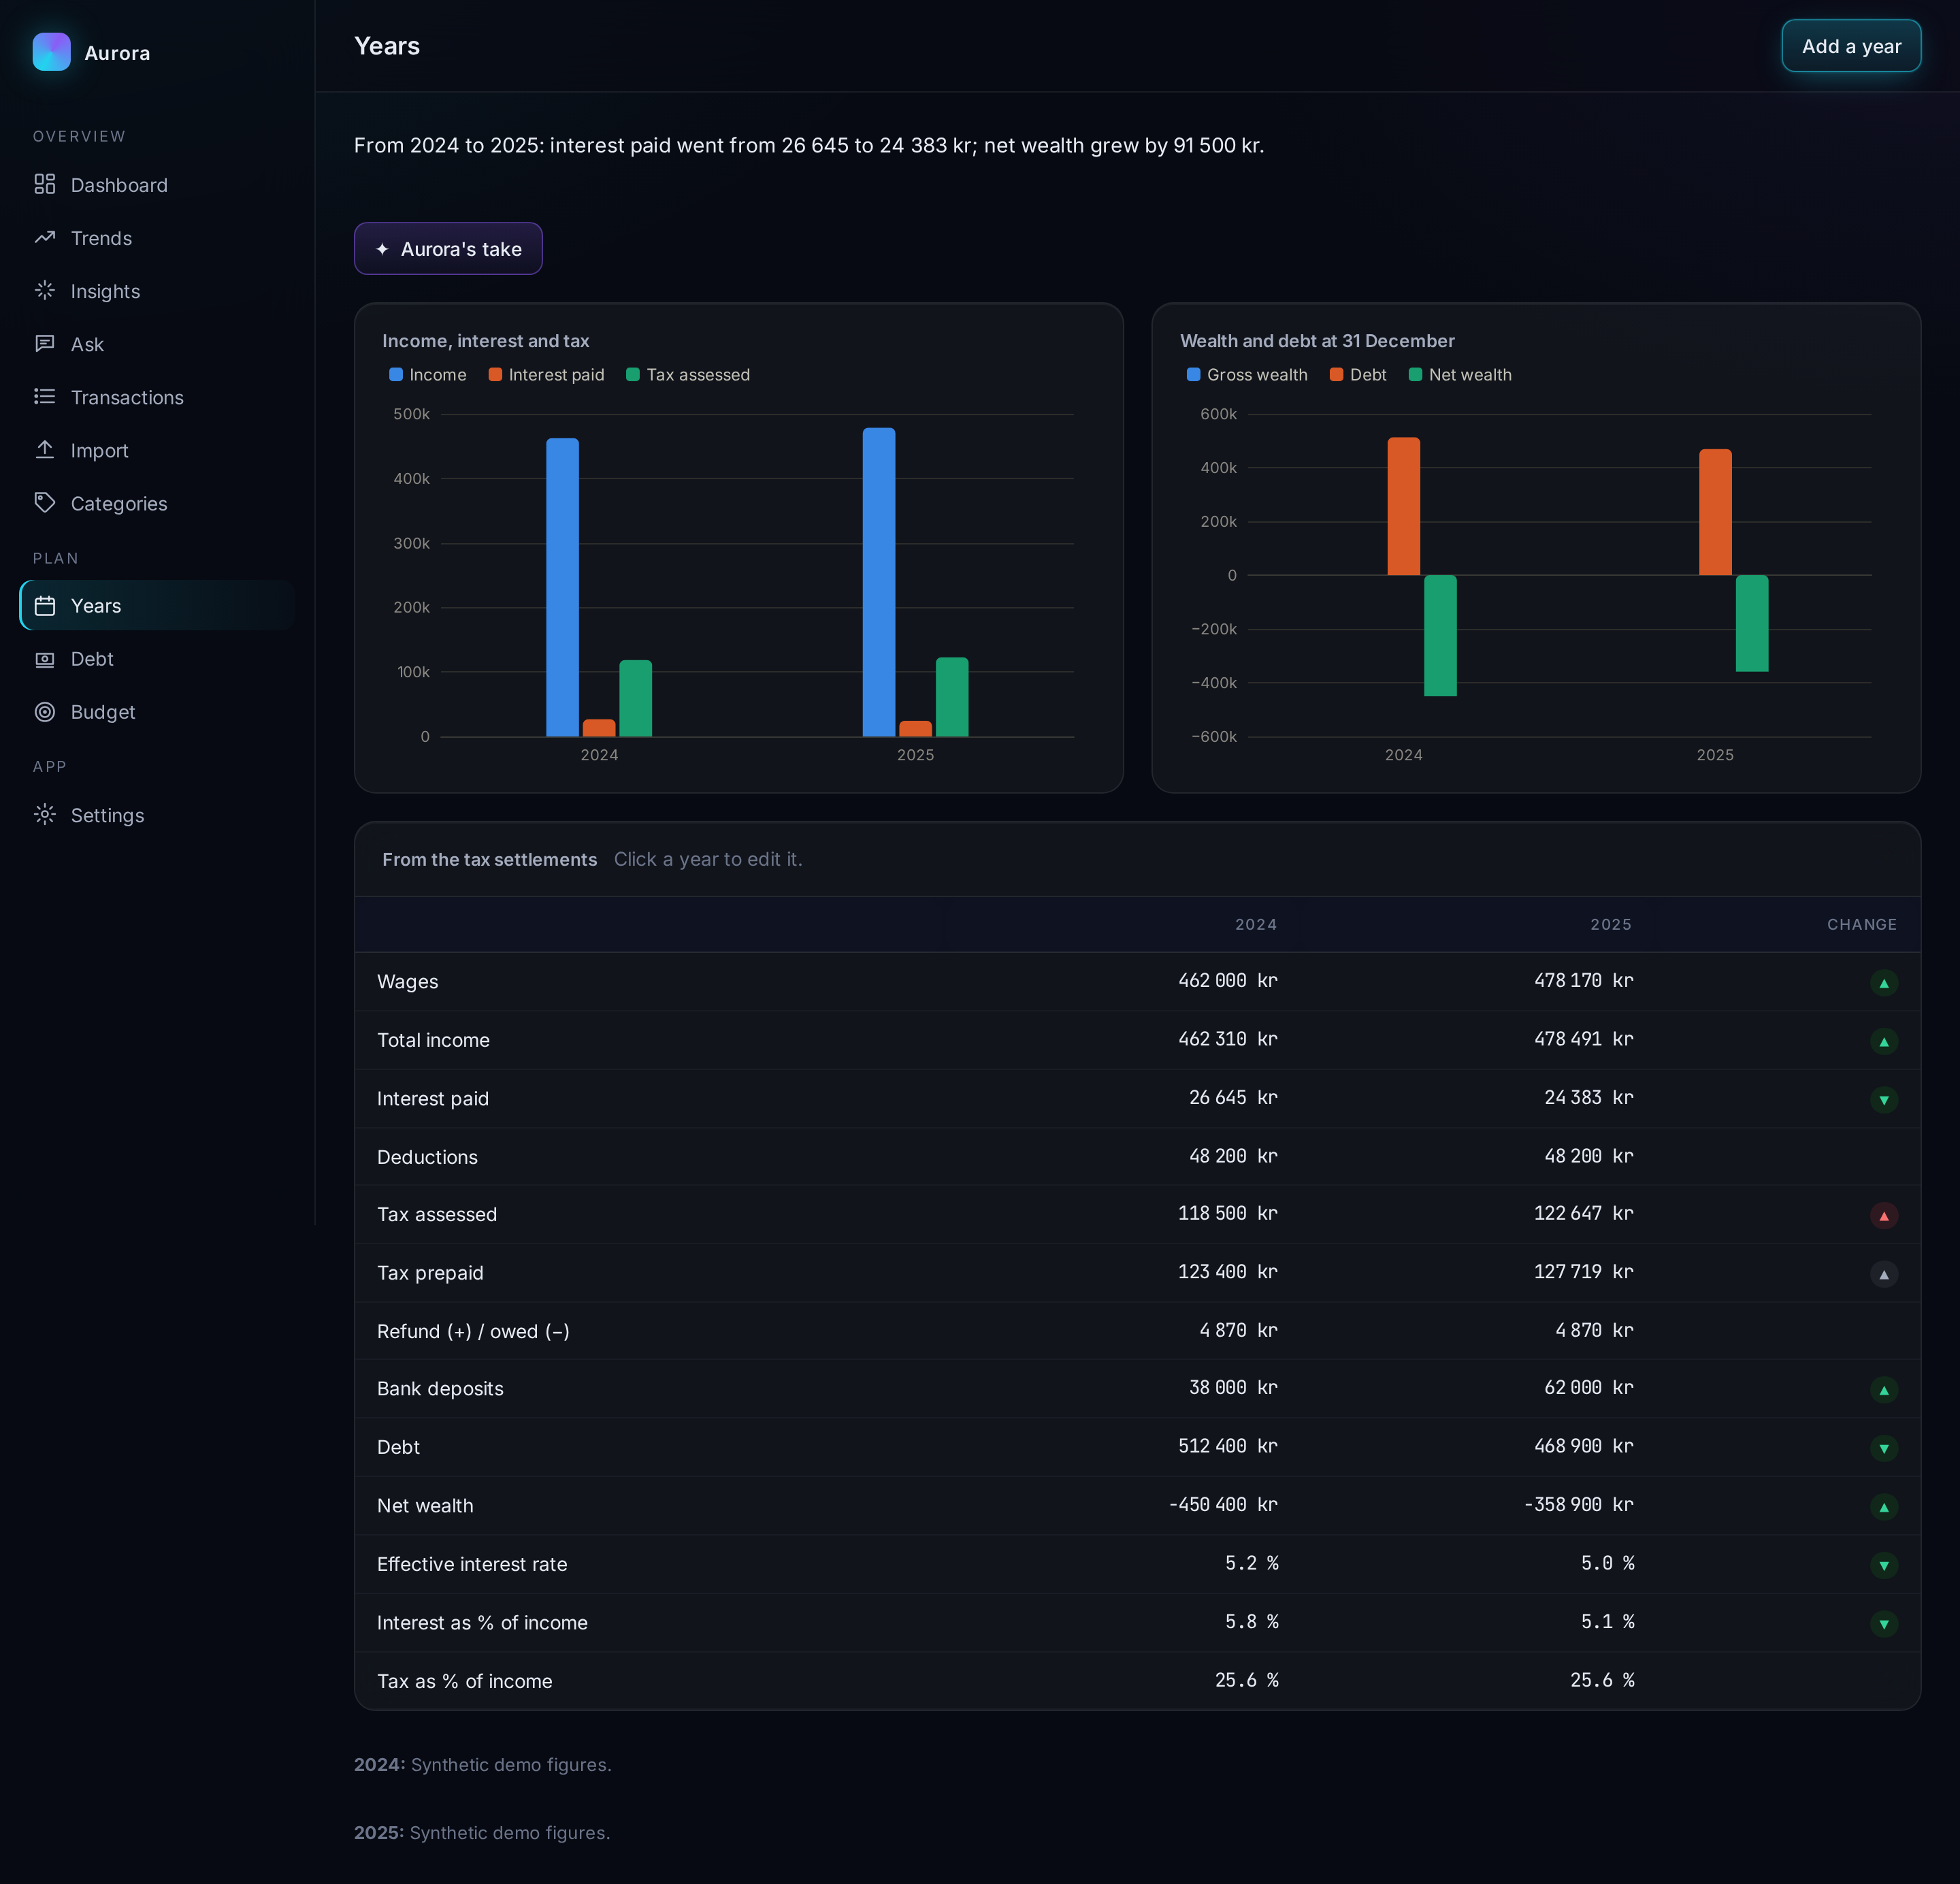 Aurora
OVERVIEW
Dashboard
Trends
Insights
Ask
Transactions
Import
Categories
PLAN
Years
Debt
Budget
APP
Settings
Years
Add a year
From 2024 to 2025: interest paid went from 26 645 to 24 383 kr; net wealth grew by 91 500 kr.
✦ Aurora's take
Income, interest and tax
Income Interest paid Tax assessed
500k
400k
300k
200k
100k
0
2024 2025
Wealth and debt at 31 December
Gross wealth Debt Net wealth
600k
400k
200k
0
−200k
−400k
−600k
2024 2025
From the tax settlements Click a year to edit it.
2024 2025 CHANGE
Wages 462 000 kr 478 170 kr ▲
Total income 462 310 kr 478 491 kr ▲
Interest paid 26 645 kr 24 383 kr ▼
Deductions 48 200 kr 48 200 kr
Tax assessed 118 500 kr 122 647 kr ▲
Tax prepaid 123 400 kr 127 719 kr ▲
Refund (+) / owed (−) 4 870 kr 4 870 kr
Bank deposits 38 000 kr 62 000 kr ▲
Debt 512 400 kr 468 900 kr ▼
Net wealth -450 400 kr -358 900 kr ▲
Effective interest rate 5.2 % 5.0 % ▼
Interest as % of income 5.8 % 5.1 % ▼
Tax as % of income 25.6 % 25.6 %
2024: Synthetic demo figures.
2025: Synthetic demo figures.